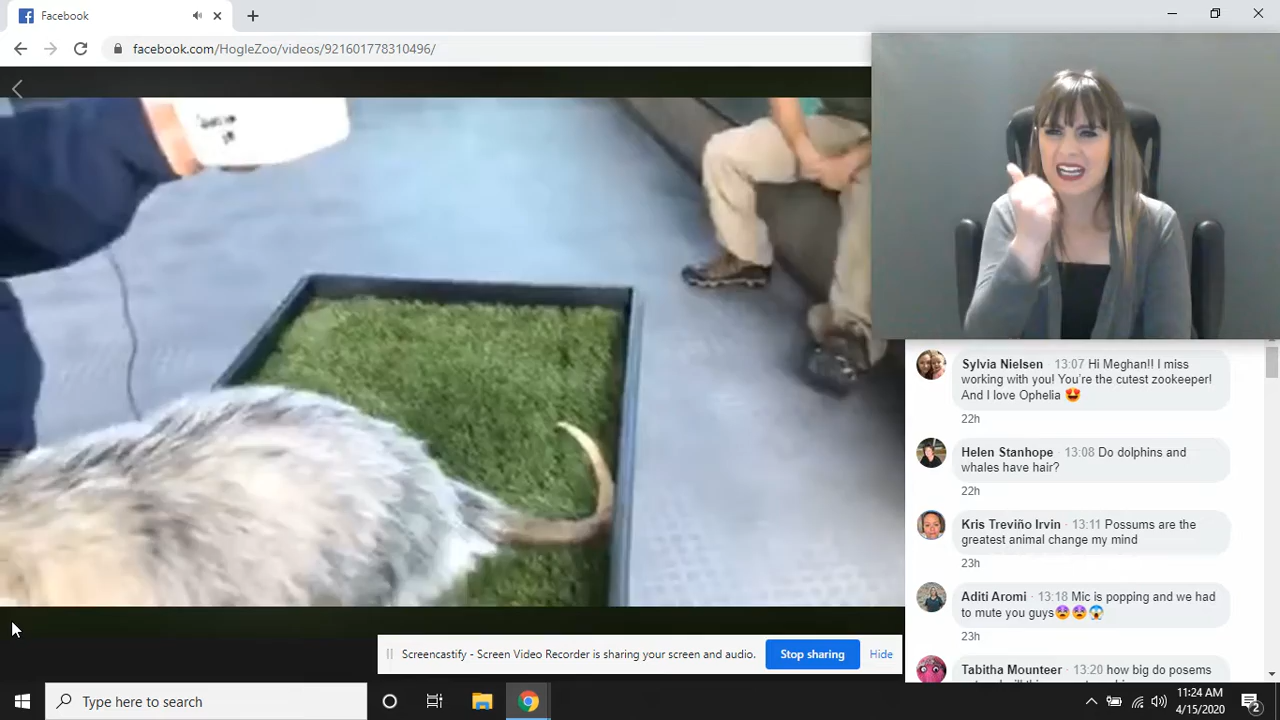 Facebook
facebook.com/HogleZoo/videos/921601778310496/
Sylvia Nielsen · 13:07 Hi Meghan!! I miss
working with you! You're the cutest zookeeper!
And I love Ophelia 😍
22h
Helen Stanhope · 13:08 Do dolphins and
whales have hair?
22h
Kris Treviño Irvin · 13:11 Possums are the
greatest animal change my mind
23h
Aditi Aromi · 13:18 Mic is popping and we had
to mute you guys😩😩😱
23h
Tabitha Mounteer · 13:20 how big do posems
Screencastify - Screen Video Recorder is sharing your screen and audio.
Stop sharing
Hide
Type here to search
11:24 AM
4/15/2020
2